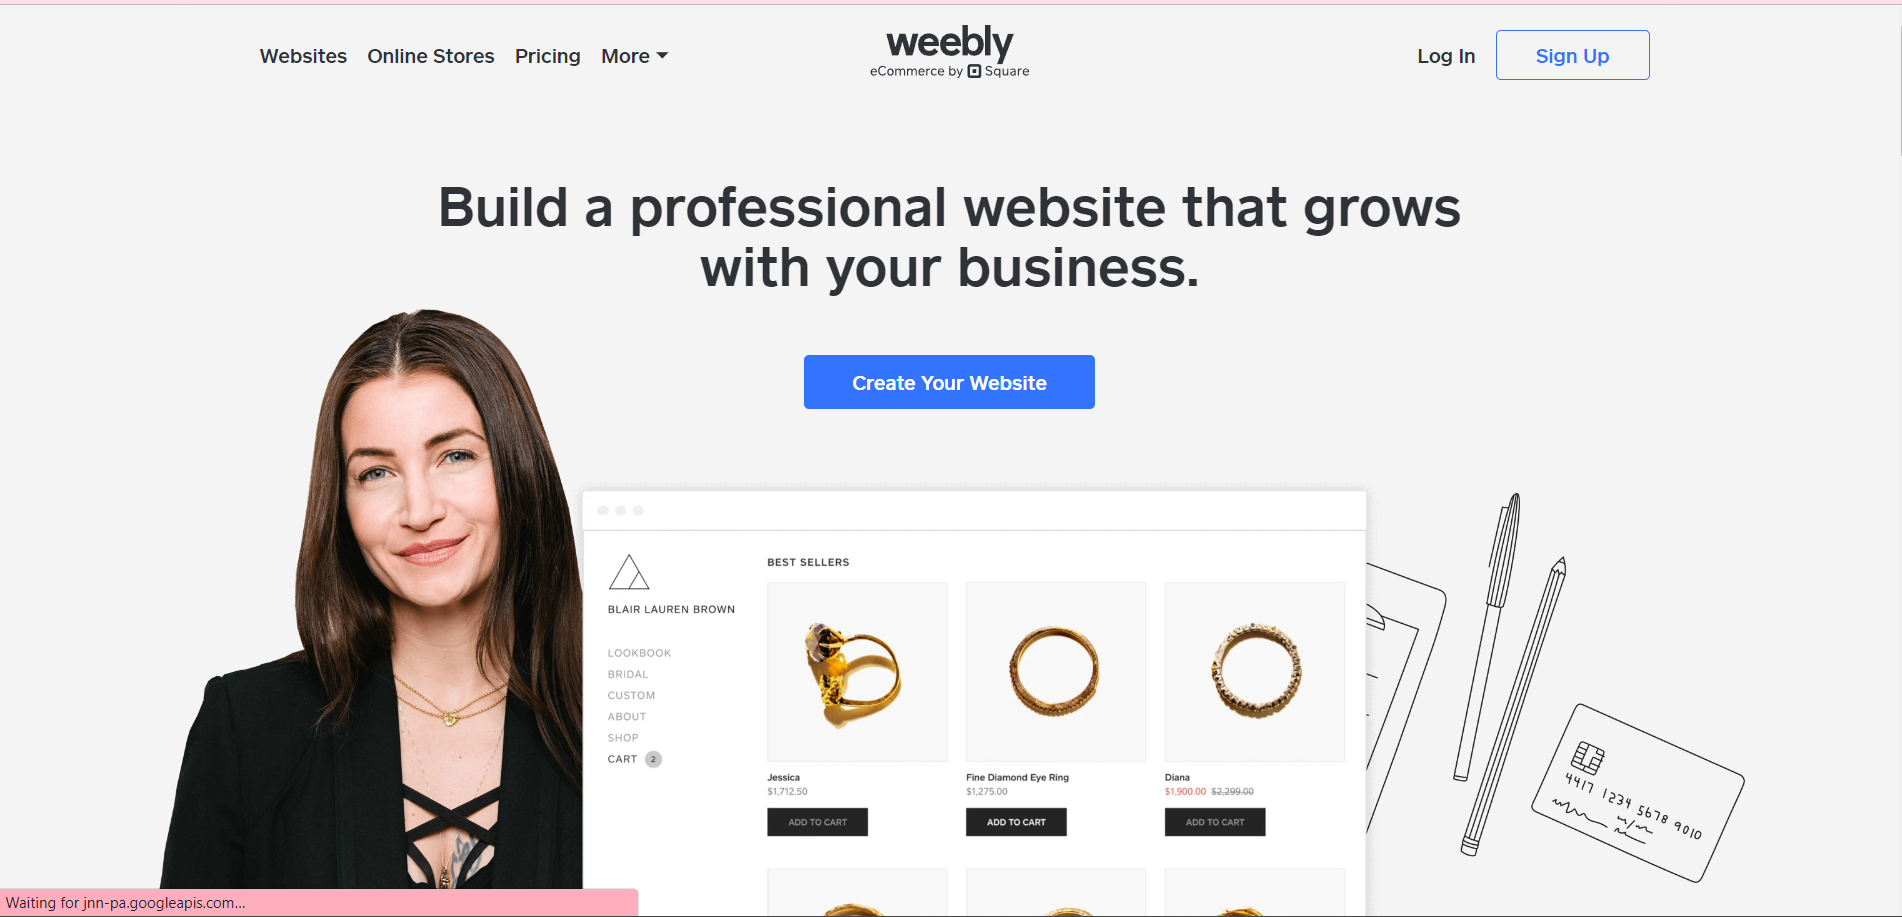 Websites Online Stores Pricing More
weebly
eCommerce by Square
Log In Sign Up
Build a professional website that grows
with your business.
Create Your Website
BLAIR LAUREN BROWN
LOOKBOOK
BRIDAL
CUSTOM
ABOUT
SHOP
CART 2
BEST SELLERS
Jessica
$1,712.50
ADD TO CART
Fine Diamond Eye Ring
$1,275.00
ADD TO CART
Diana
$1,900.00 $2,299.00
ADD TO CART
4417 1234 5678 9010
Waiting for jnn-pa.googleapis.com...